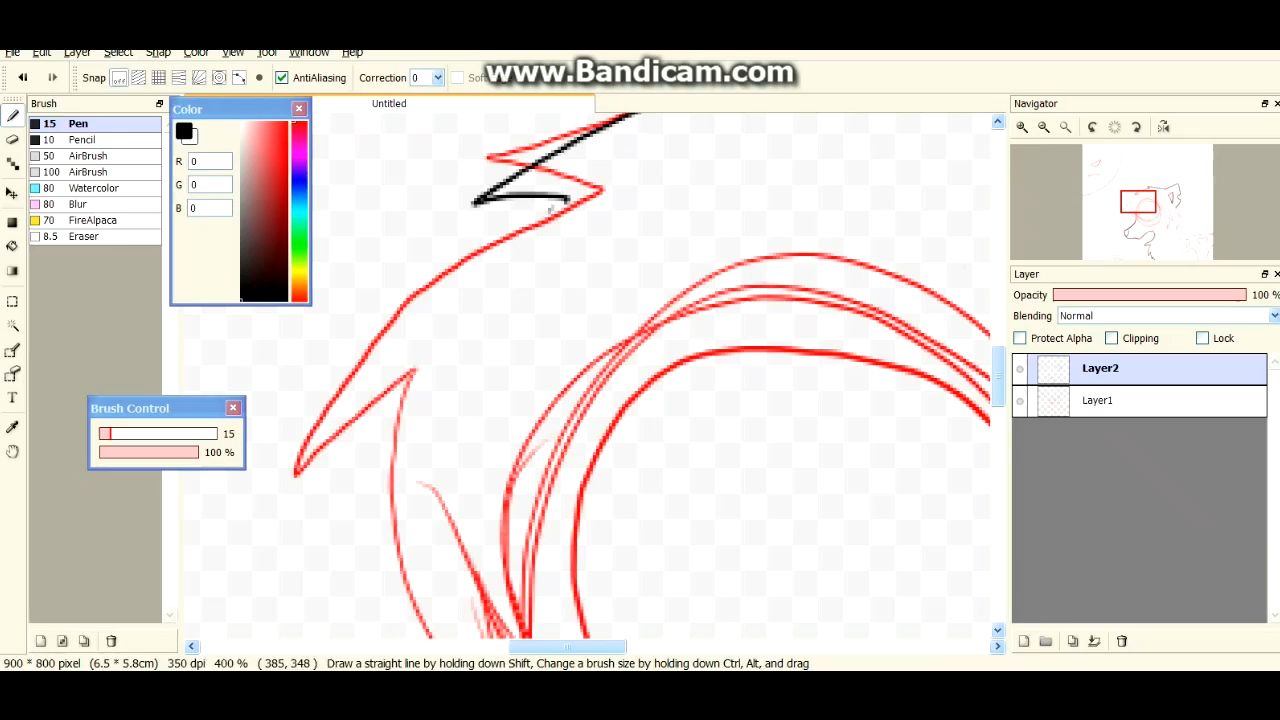 File Edit Layer Select Snap Color View Tool Window Help
Snap off AntiAliasing Correction 0
www.Bandicam.com
Brush
Color
Untitled
Navigator
15 Pen
10 Pencil
50 AirBrush
100 AirBrush
80 Watercolor
80 Blur
70 FireAlpaca
8.5 Eraser
R 0
G 0
B 0
Brush Control
15
100 %
Layer
Opacity 100 %
Blending Normal
Protect Alpha Clipping Lock
Layer2
Layer1
T
900 * 800 pixel (6.5 * 5.8cm) 350 dpi 400 % ( 385, 348 ) Draw a straight line by holding down Shift, Change a brush size by holding down Ctrl, Alt, and drag